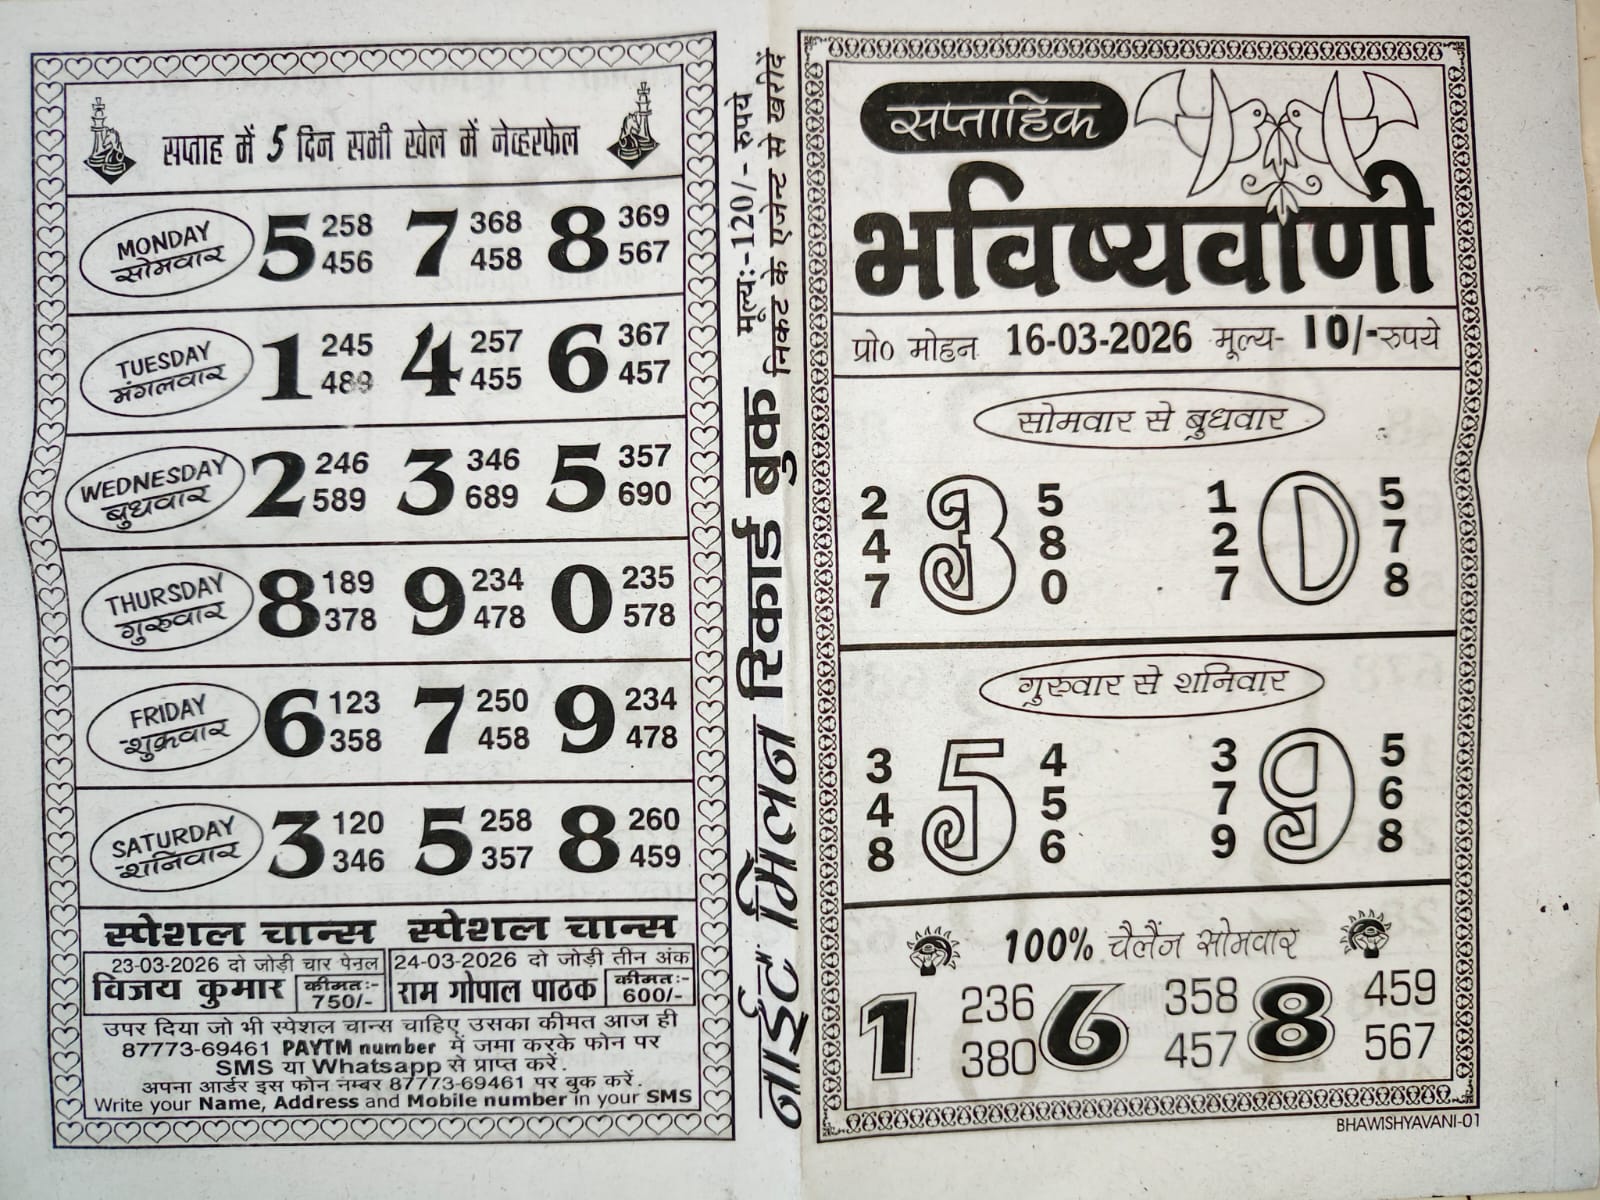 सप्ताह में 5 दिन सभी खेल में नेव्हरफेल
MONDAY
सोमवार
5 258 456 7 368 458 8 369 567
TUESDAY
मंगलवार
1 245 489 4 257 455 6 367 457
WEDNESDAY
बुधवार
2 246 589 3 346 689 5 357 690
THURSDAY
गुरुवार
8 189 378 9 234 478 0 235 578
FRIDAY
शुक्रवार
6 123 358 7 250 458 9 234 478
SATURDAY
शनिवार
3 120 346 5 258 357 8 260 459
स्पेशल चान्स स्पेशल चान्स
23-03-2026 दो जोड़ी चार पेनल
विजय कुमार
कीमतः-
750/-
24-03-2026 दो जोड़ी तीन अंक
राम गोपाल पाठक
कीमतः-
600/-
उपर दिया जो भी स्पेशल चान्स चाहिए उसका कीमत आज ही
87773-69461 PAYTM number में जमा करके फोन पर
SMS या Whatsapp से प्राप्त करें.
अपना आर्डर इस फोन नम्बर 87773-69461 पर बुक करें.
Write your Name, Address and Mobile number in your SMS
नाईट मिलन रिकार्ड बुक
मूल्य:-120/- रुपये
निकट के एजेन्ट से खरीदें
सप्ताहिक
भविष्यवाणी
प्रो० मोहन 16-03-2026 मूल्य- 10/-रुपये
सोमवार से बुधवार
2 5 1 5
4 3 8 2 0 7
7 0 7 8
गुरुवार से शनिवार
3 4 3 5
4 5 5 7 9 6
8 6 9 8
100% चैलेंज सोमवार
1 236 380 6 358 457 8 459 567
BHAWISHYAVANI-01